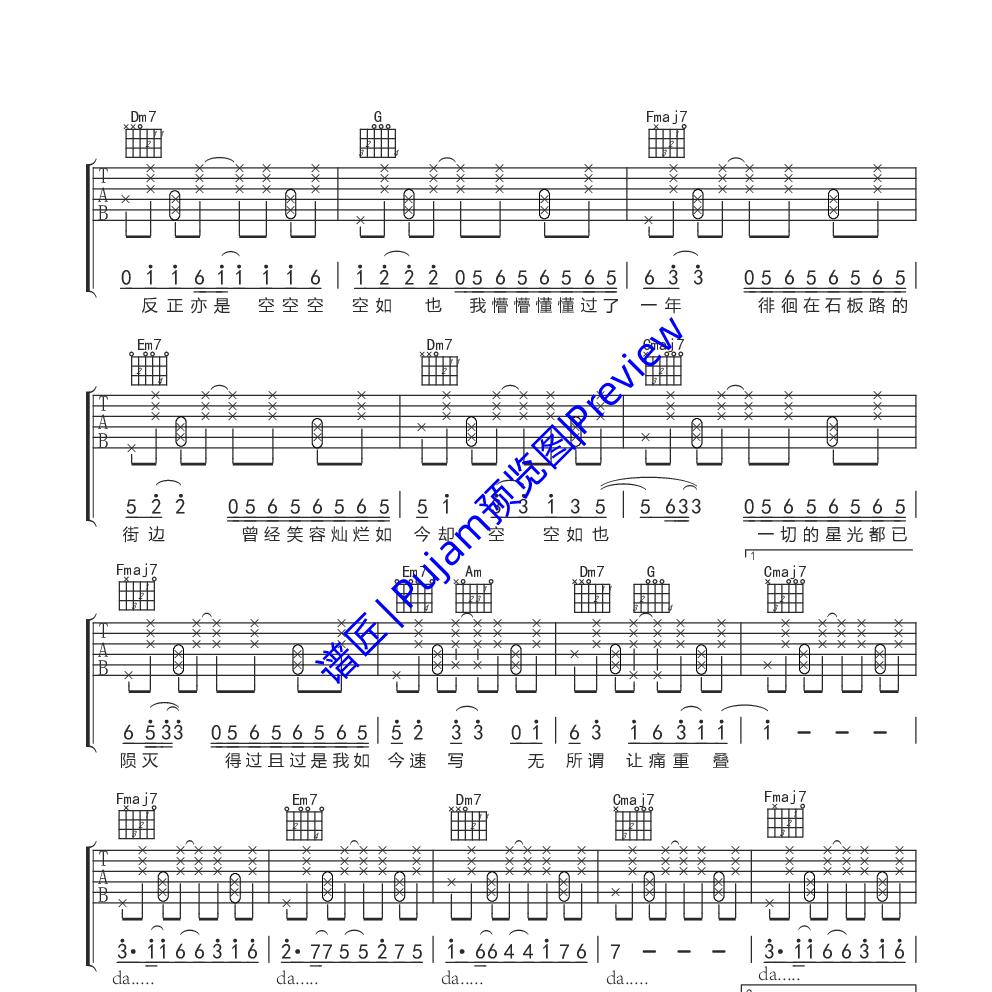 Dm7 G Fmaj7
T A B
0 1 1 6 1 1 1 1 6 1 2 2 2 0 5 6 5 6 5 6 5 6 3 3 0 5 6 5 6 5 6 5
反正亦是 空空空 空如 也 我懵懵懂懂过了 一年 徘徊在石板路的
Em7 Dm7 Cmaj7
T A B
5 2 2 0 5 6 5 6 5 6 5 5 1 3 1 3 5 5 6 3 3 0 5 6 5 6 5 6 5
街边 曾经笑容灿烂如 今却 空 空如也 一切的星光都已
1
Fmaj7 Em7 Am Dm7 G Cmaj7
T A B
6 5 3 3 0 5 6 5 6 5 6 5 5 2 3 3 0 1 6 3 1 6 3 1 1 1 - - -
陨灭 得过且过是我如 今速 写 无 所谓 让痛重 叠
Fmaj7 Em7 Dm7 Cmaj7 Fmaj7
T A B
3· 1 1 6 6 3 1 6 2· 7 7 5 5 2 7 5 1· 6 6 4 4 1 7 6 7 - - - 3· 1 1 6 6 3 1 6
da..... da..... da..... da..... da.....
谱匠 | Pujam预览图|Preview